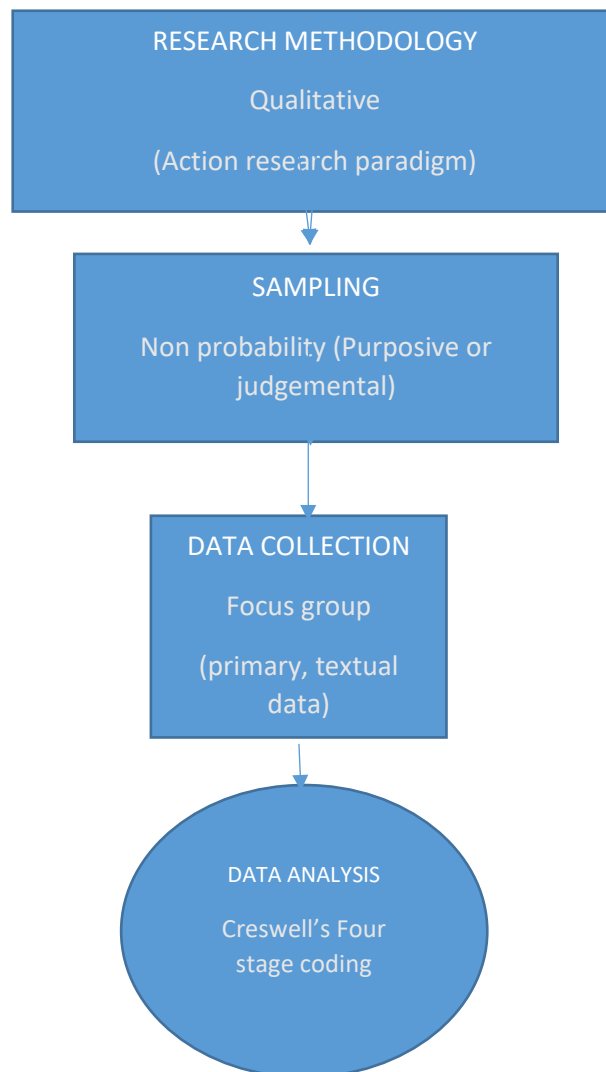 RESEARCH METHODOLOGY
Qualitative
(Action research paradigm)
SAMPLING
Non probability (Purposive or
judgemental)
DATA COLLECTION
Focus group
(primary, textual
data)
DATA ANALYSIS
Creswell’s Four
stage coding